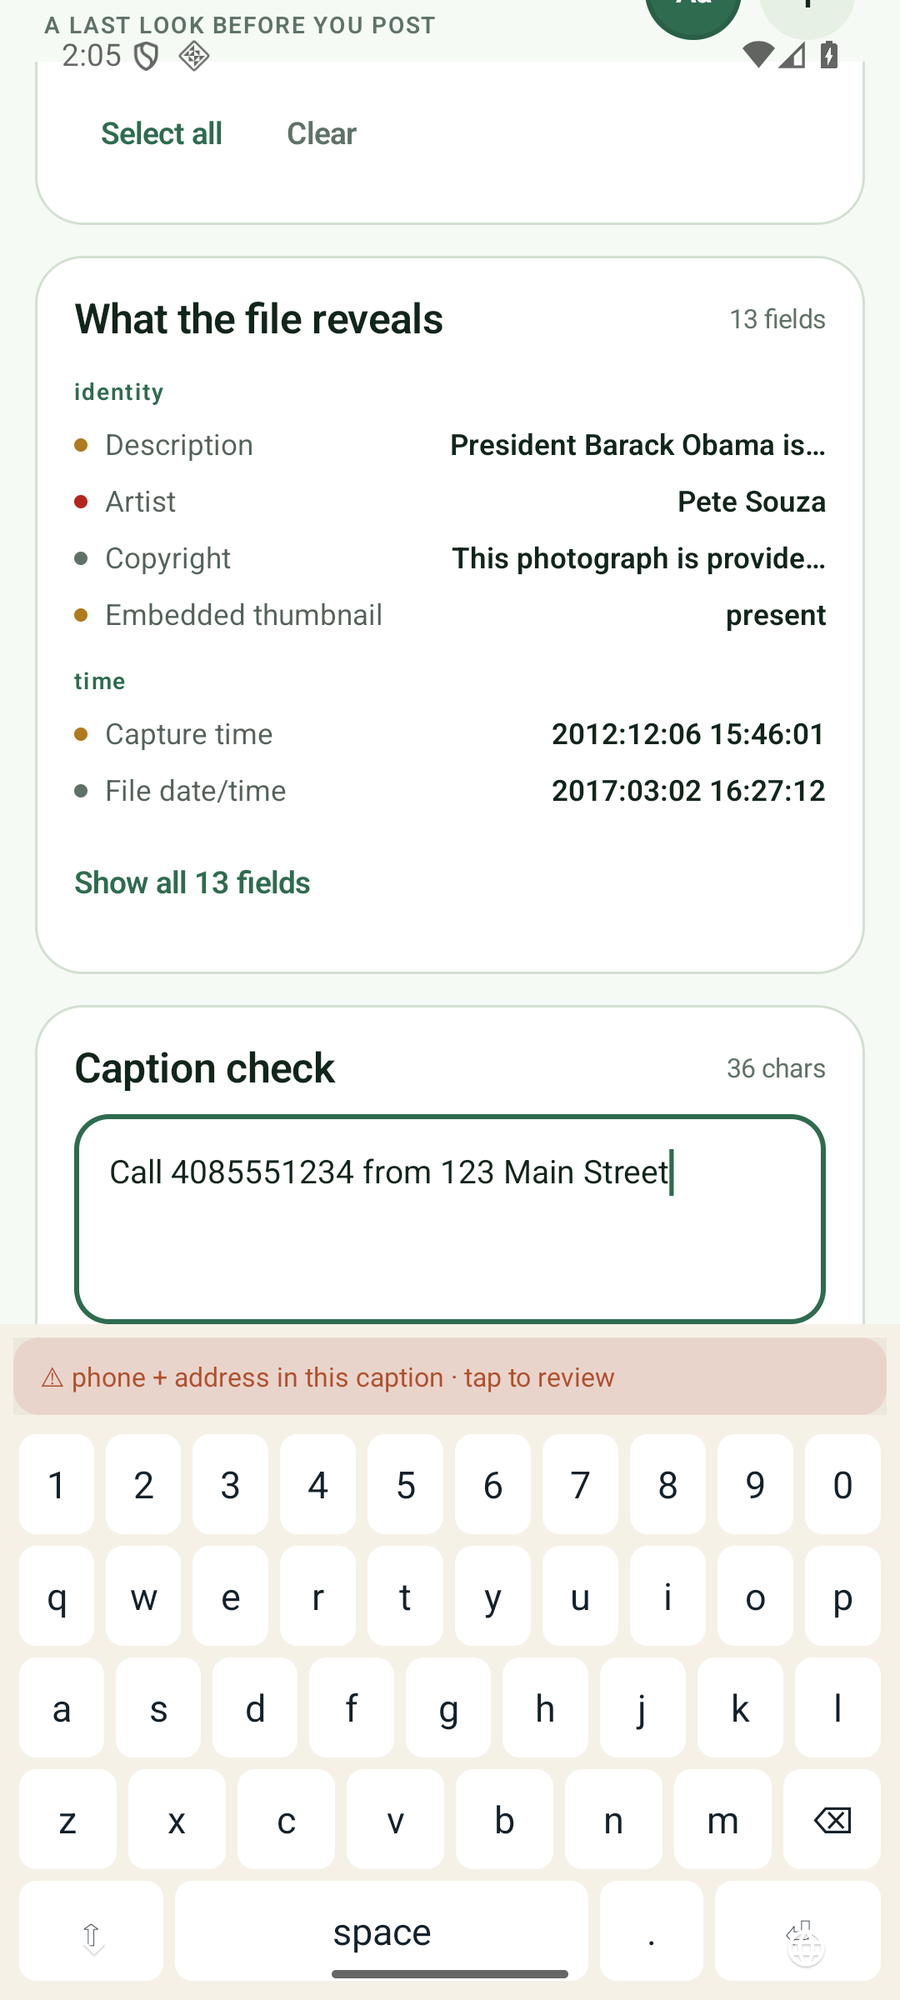 A LAST LOOK BEFORE YOU POST
2:05
Select all Clear
What the file reveals 13 fields
identity
Description President Barack Obama is…
Artist Pete Souza
Copyright This photograph is provide…
Embedded thumbnail present
time
Capture time 2012:12:06 15:46:01
File date/time 2017:03:02 16:27:12
Show all 13 fields
Caption check 36 chars
Call 4085551234 from 123 Main Street
⚠ phone + address in this caption · tap to review
1 2 3 4 5 6 7 8 9 0
q w e r t y u i o p
a s d f g h j k l
z x c v b n m
space .